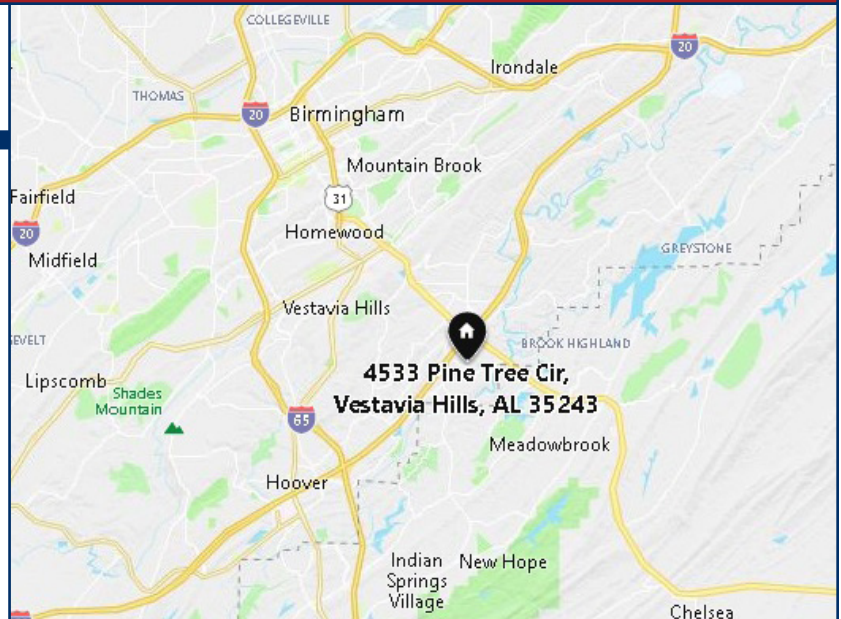 COLLEGEVILLE
20
Irondale
THOMAS
20
Birmingham
Mountain Brook
Fairfield
31
20
Homewood
Midfield
GREYSTONE
Vestavia Hills
EVELT
BROOK HIGHLAND
4533 Pine Tree Cir,
Vestavia Hills, AL 35243
Lipscomb
Shades
Mountain
65
Meadowbrook
Hoover
Indian
Springs
Village
New Hope
Chelsea